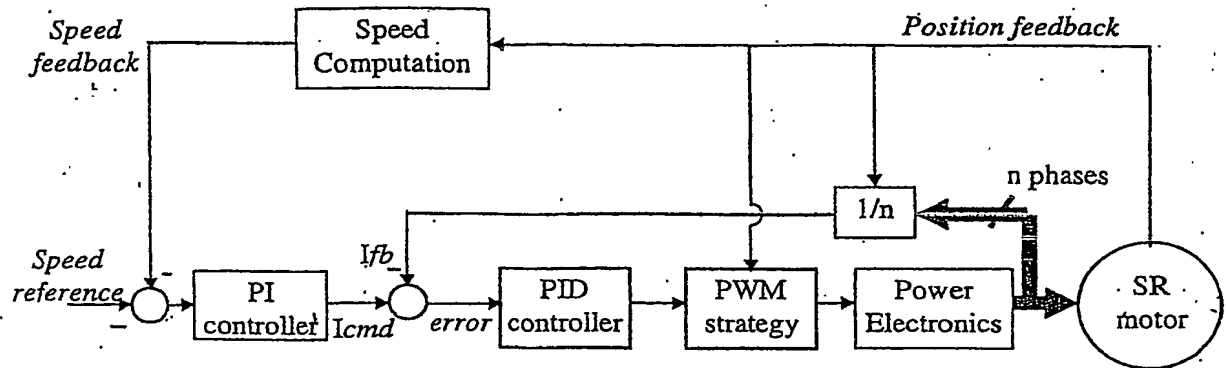 Speed
feedback
Speed
Computation
Position feedback
n phases
1/n
Speed
reference
-
-
PI
controller
Icmd
Ifb
-
error
PID
controller
PWM
strategy
Power
Electronics
SR
motor